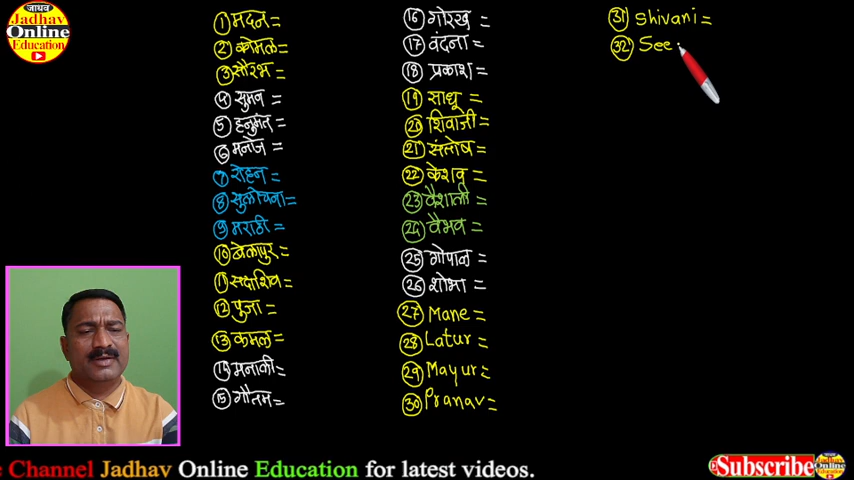 जाधव
Jadhav
Online
Education
① मदन =
② कोमल =
③ सौरभ =
④ सुमन =
⑤ हनुमंत =
⑥ मनोज =
⑦ रोहन =
⑧ सुलोचना =
⑨ मराठी =
⑩ बेलापुर =
⑪ सदाशिव =
⑫ पुजा =
⑬ कमल =
⑭ मनाकी =
⑮ गौतम =
⑯ गोरख =
⑰ वंदना =
⑱ प्रकाश =
⑲ साधू =
⑳ शिवाजी =
㉑ संतोष =
㉒ केशव =
㉓ वैशाली =
㉔ वैभव =
㉕ गोपाळ =
㉖ शोभा =
㉗ Mane =
㉘ Latur =
㉙ Mayur =
㉚ Pranav =
㉛ Shivani =
㉜ See
Channel Jadhav Online Education for latest videos.
Subscribe